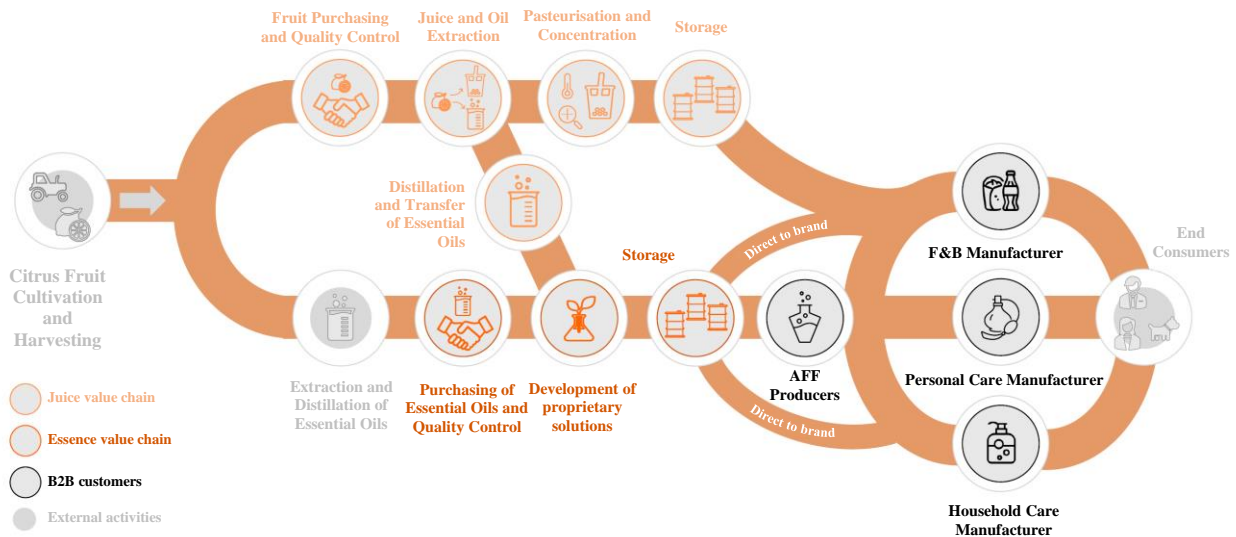 Fruit Purchasing
and Quality Control
Juice and Oil
Extraction
Pasteurisation and
Concentration
Storage
Distillation
and Transfer
of Essential
Oils
Citrus Fruit
Cultivation
and
Harvesting
Storage
Direct to brand
F&B Manufacturer
End
Consumers
Extraction and
Distillation of
Essential Oils
Purchasing of
Essential Oils and
Quality Control
Development of
proprietary
solutions
AFF
Producers
Personal Care Manufacturer
Direct to brand
Household Care
Manufacturer
Juice value chain
Essence value chain
B2B customers
External activities